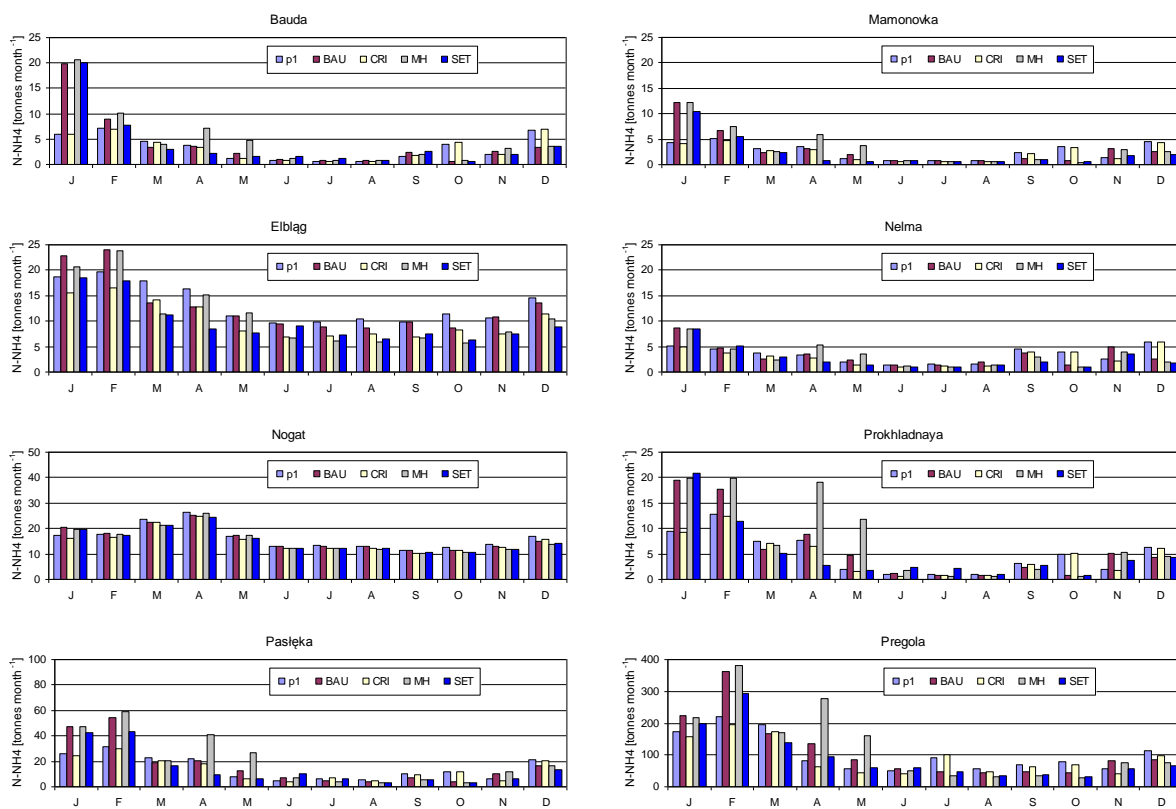 Bauda
N-NH4 [tonnes month -1]
25
20
15
10
5
0
p1 BAU CRI MH SET
J F M A M J J A S O N D
Mamonovka
N-NH4 [tonnes month -1]
25
20
15
10
5
0
p1 BAU CRI MH SET
J F M A M J J A S O N D
Elbląg
N-NH4 [tonnes month -1]
25
20
15
10
5
0
p1 BAU CRI MH SET
J F M A M J J A S O N D
Nelma
N-NH4 [tonnes month -1]
25
20
15
10
5
0
p1 BAU CRI MH SET
J F M A M J J A S O N D
Nogat
N-NH4 [tonnes month -1]
50
40
30
20
10
0
p1 BAU CRI MH SET
J F M A M J J A S O N D
Prokhladnaya
N-NH4 [tonnes month -1]
25
20
15
10
5
0
p1 BAU CRI MH SET
J F M A M J J A S O N D
Pasłęka
N-NH4 [tonnes month -1]
100
80
60
40
20
0
p1 BAU CRI MH SET
J F M A M J J A S O N D
Pregola
N-NH4 [tonnes month -1]
400
300
200
100
0
p1 BAU CRI MH SET
J F M A M J J A S O N D